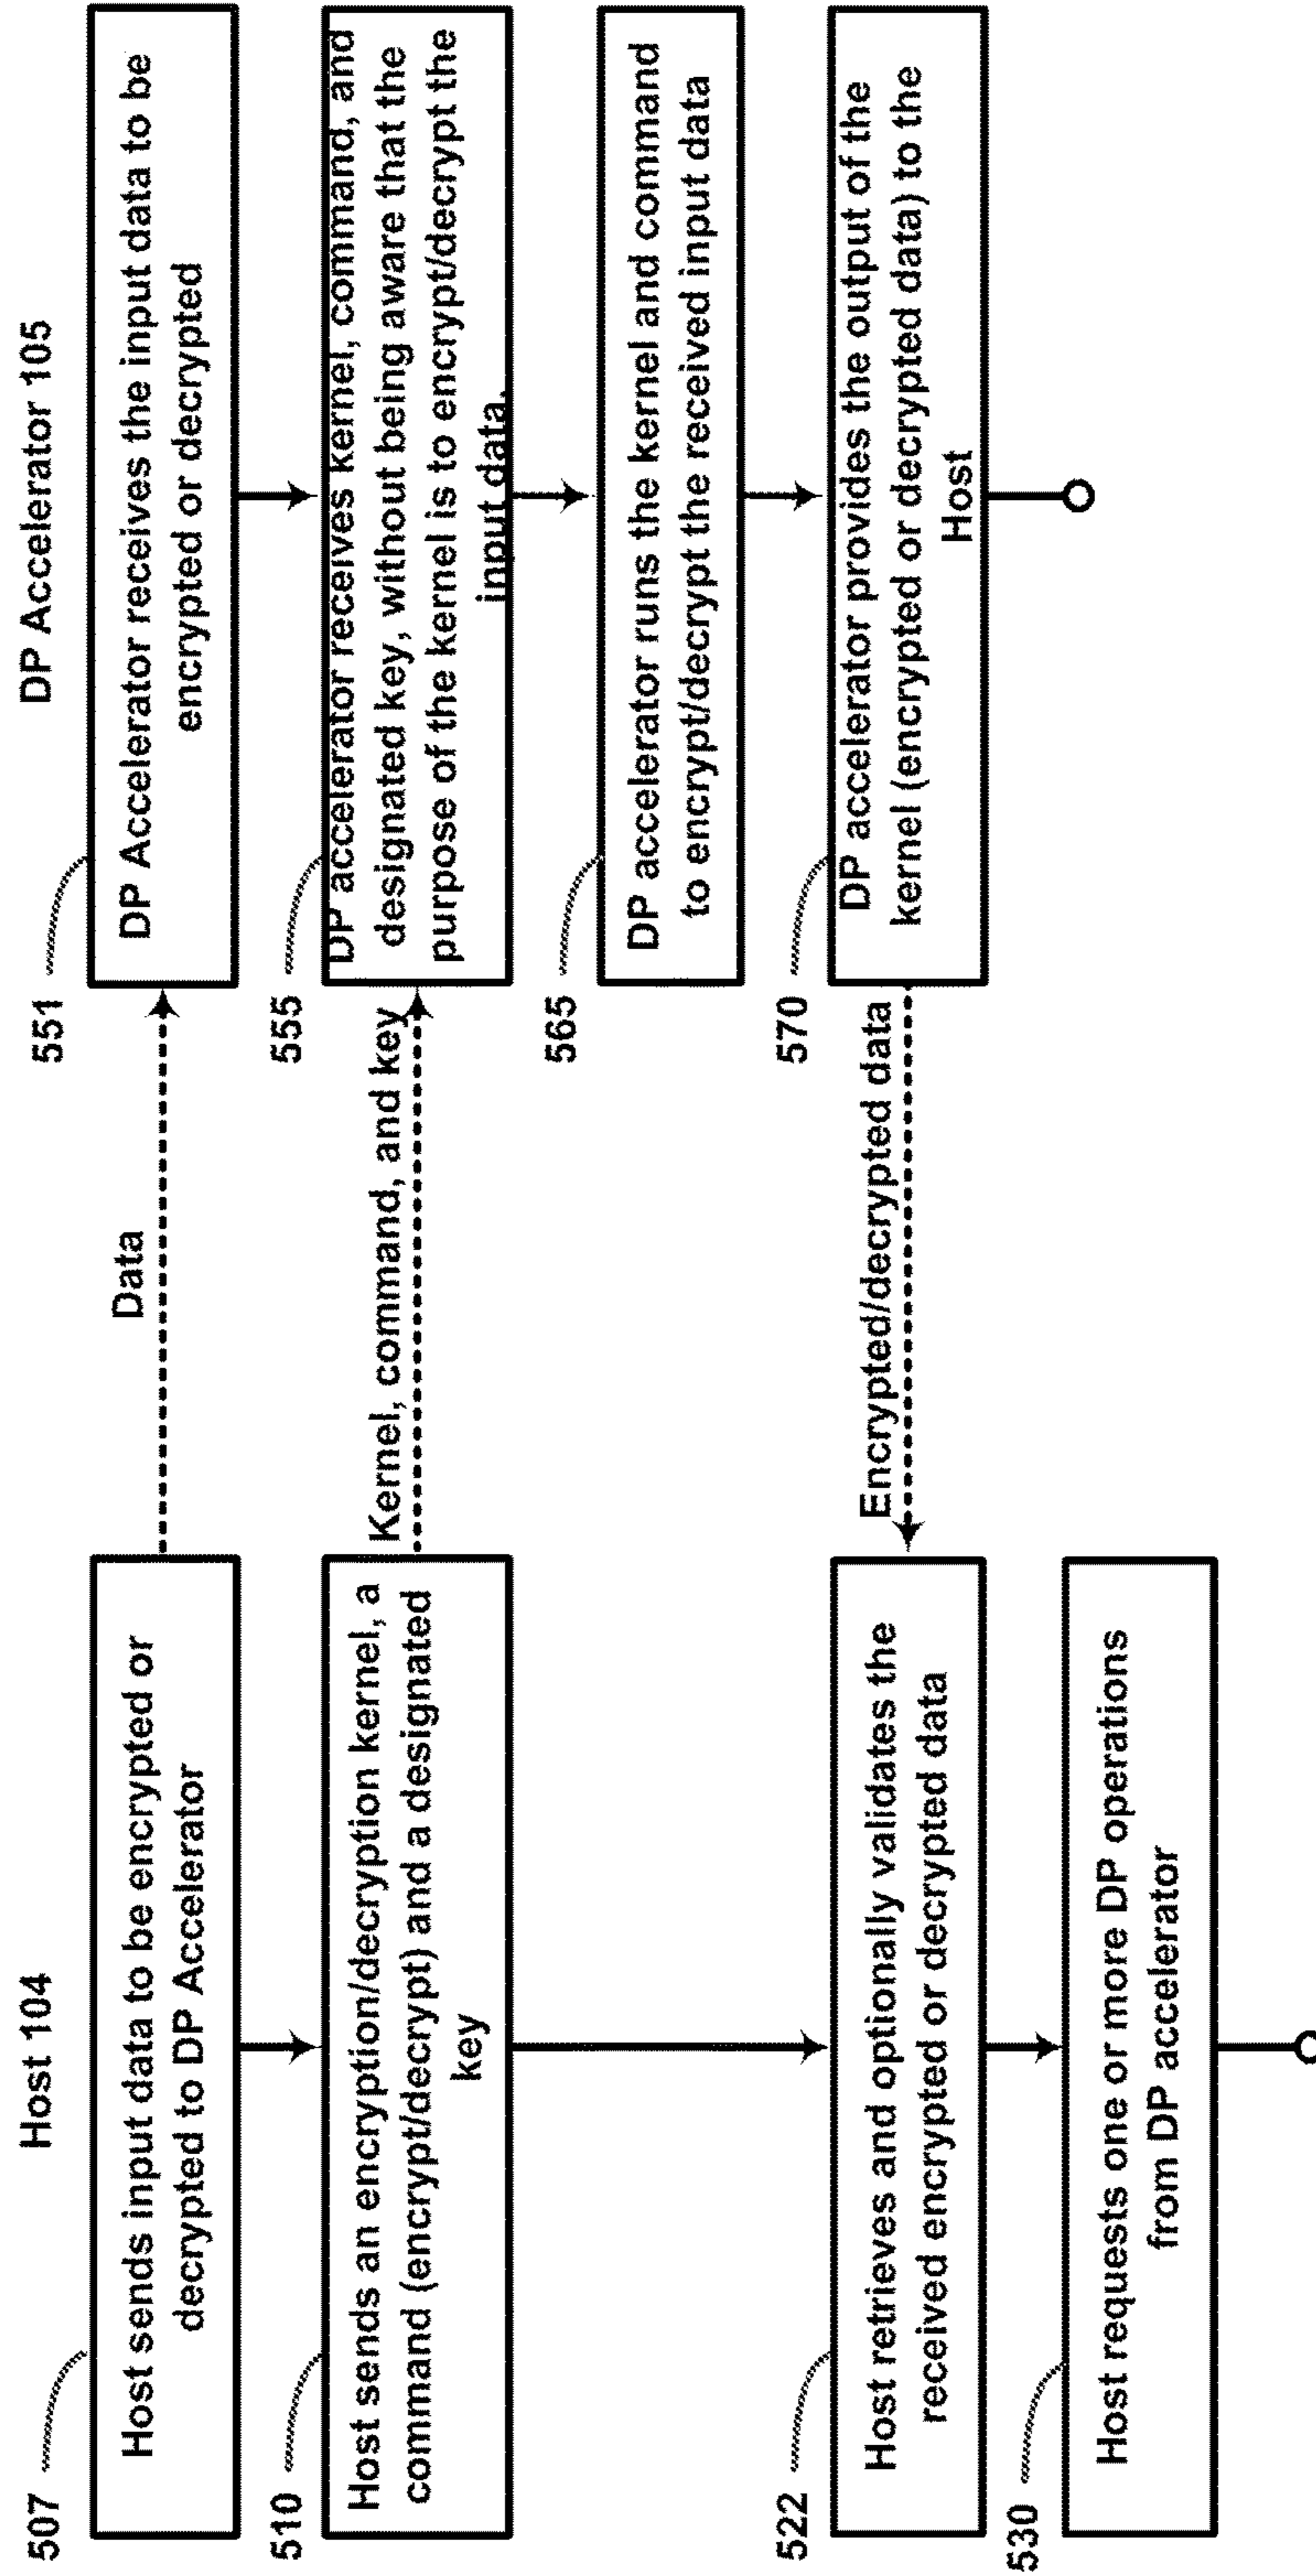 Host 104
DP Accelerator 105
507
Host sends input data to be encrypted or
decrypted to DP Accelerator
Data
551
DP Accelerator receives the input data to be
encrypted or decrypted
510
Host sends an encryption/decryption kernel, a
command (encrypt/decrypt) and a designated
key
Kernel, command, and key
555
DP accelerator receives kernel, command, and
designated key, without being aware that the
purpose of the kernel is to encrypt/decrypt the
input data.
565
DP accelerator runs the kernel and command
to encrypt/decrypt the received input data
522
Host retrieves and optionally validates the
received encrypted or decrypted data
Encrypted/decrypted data
570
DP accelerator provides the output of the
kernel (encrypted or decrypted data) to the
Host
530
Host requests one or more DP operations
from DP accelerator